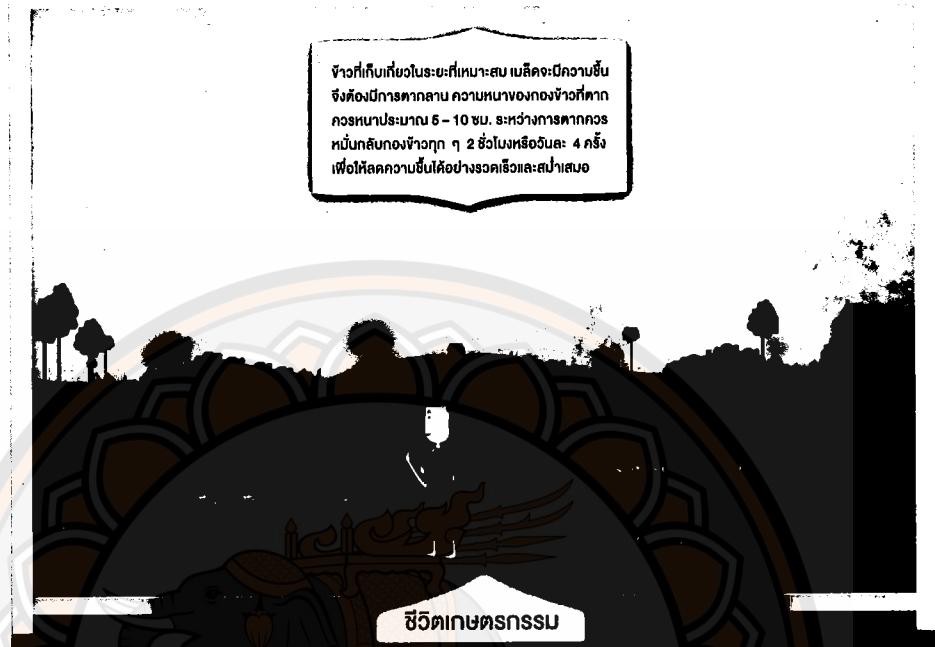 ข้าวที่เก็บเกี่ยวในระยะที่เหมาะสม เมล็ดจะมีความชื้น
จึงต้องมีการตากลาน ความหนาของกองข้าวที่ตาก
ควรหนาประมาณ 5 – 10 ซม. ระหว่างการตากควร
หมั่นกลับกองข้าวทุก ๆ 2 ชั่วโมงหรือวันละ 4 ครั้ง
เพื่อให้ลดความชื้นได้อย่างรวดเร็วและสม่ำเสมอ
ชีวิตเกษตรกรรม